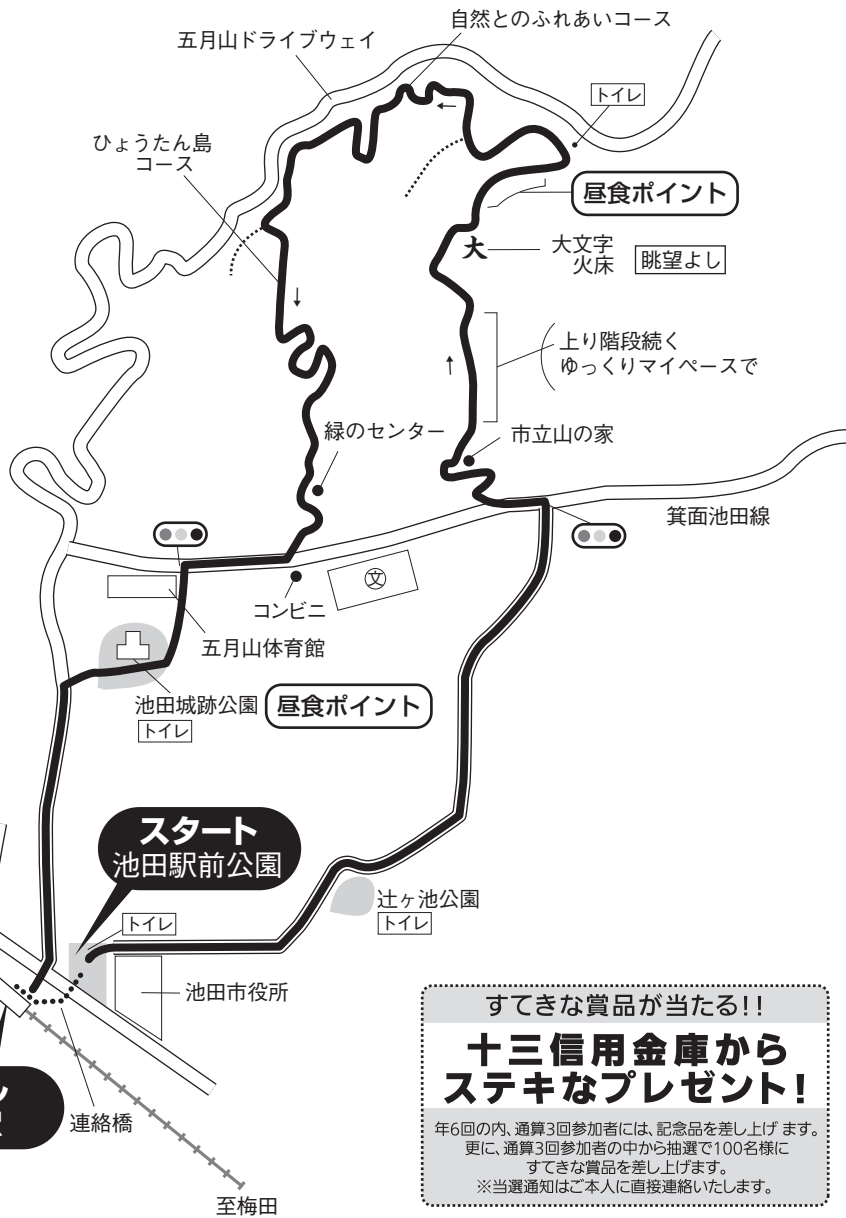 自然とのふれあいコース
五月山ドライブウェイ
トイレ
ひょうたん島
コース
昼食ポイント
大
大文字
火床
眺望よし
上り階段続く
ゆっくりマイペースで
緑のセンター
市立山の家
箕面池田線
文
コンビニ
五月山体育館
池田城跡公園
昼食ポイント
トイレ
スタート
池田駅前公園
辻ヶ池公園
トイレ
トイレ
池田市役所
連絡橋
至梅田
すてきな賞品が当たる!!
十三信用金庫から
ステキなプレゼント!
年6回の内、通算3回参加者には、記念品を差し上げ ます。
更に、通算3回参加者の中から抽選で100名様に
すてきな賞品を差し上げます。
※当選通知はご本人に直接連絡いたします。